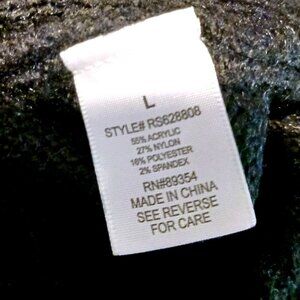 L
STYLE# RS628808
55% ACRYLIC
27% NYLON
16% POLYESTER
2% SPANDEX
RN#89354
MADE IN CHINA
SEE REVERSE
FOR CARE